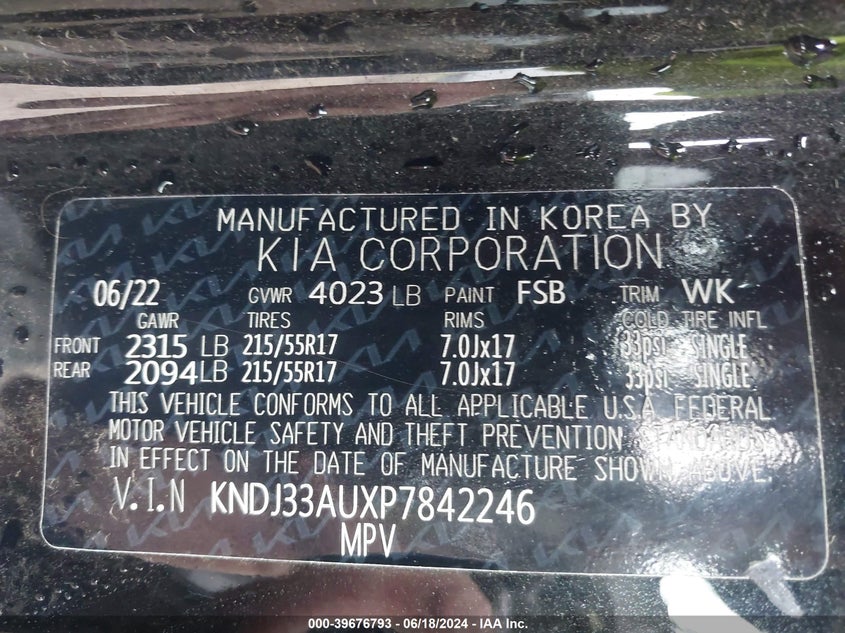 MANUFACTURED IN KOREA BY
KIA CORPORATION
06/22 GVWR 4023 LB PAINT FSB TRIM WK
GAWR TIRES RIMS COLD TIRE INFL
FRONT 2315 LB 215/55R17 7.0Jx17 33psi SINGLE
REAR 2094 LB 215/55R17 7.0Jx17 33psi SINGLE
THIS VEHICLE CONFORMS TO ALL APPLICABLE U.S.A. FEDERAL
MOTOR VEHICLE SAFETY AND THEFT PREVENTION STANDARDS
IN EFFECT ON THE DATE OF MANUFACTURE SHOWN ABOVE.
V.I.N KNDJ33AUXP7842246
MPV
000-39676793 - 06/18/2024 - IAA Inc.